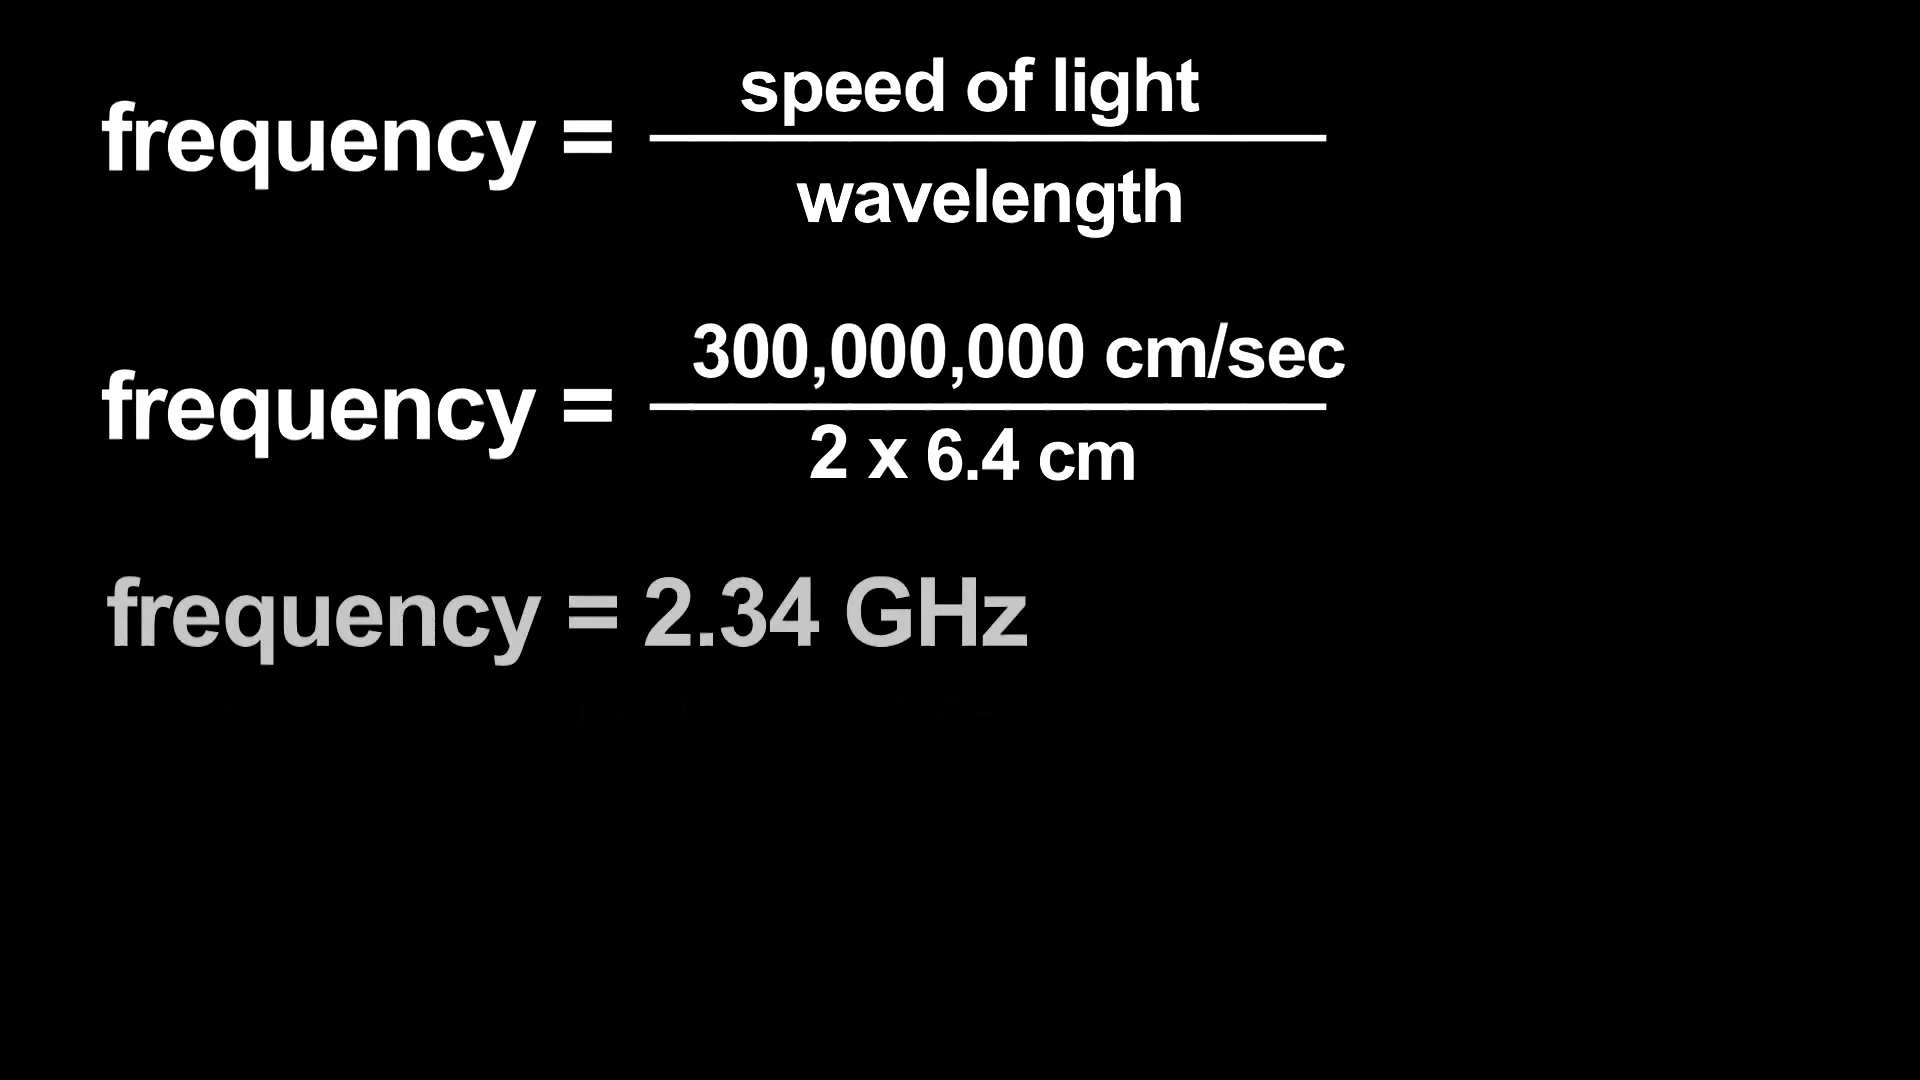 speed of light
frequency =
wavelength
300,000,000 cm/sec
frequency =
2 x 6.4 cm
frequency = 2.34 GHz